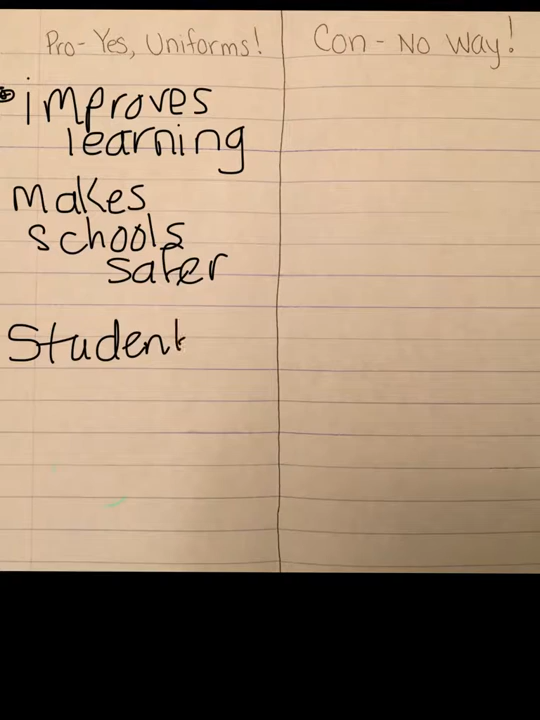 Pro- Yes, Uniforms!
Con - No Way!
improves
learning
makes
schools
safer
Student